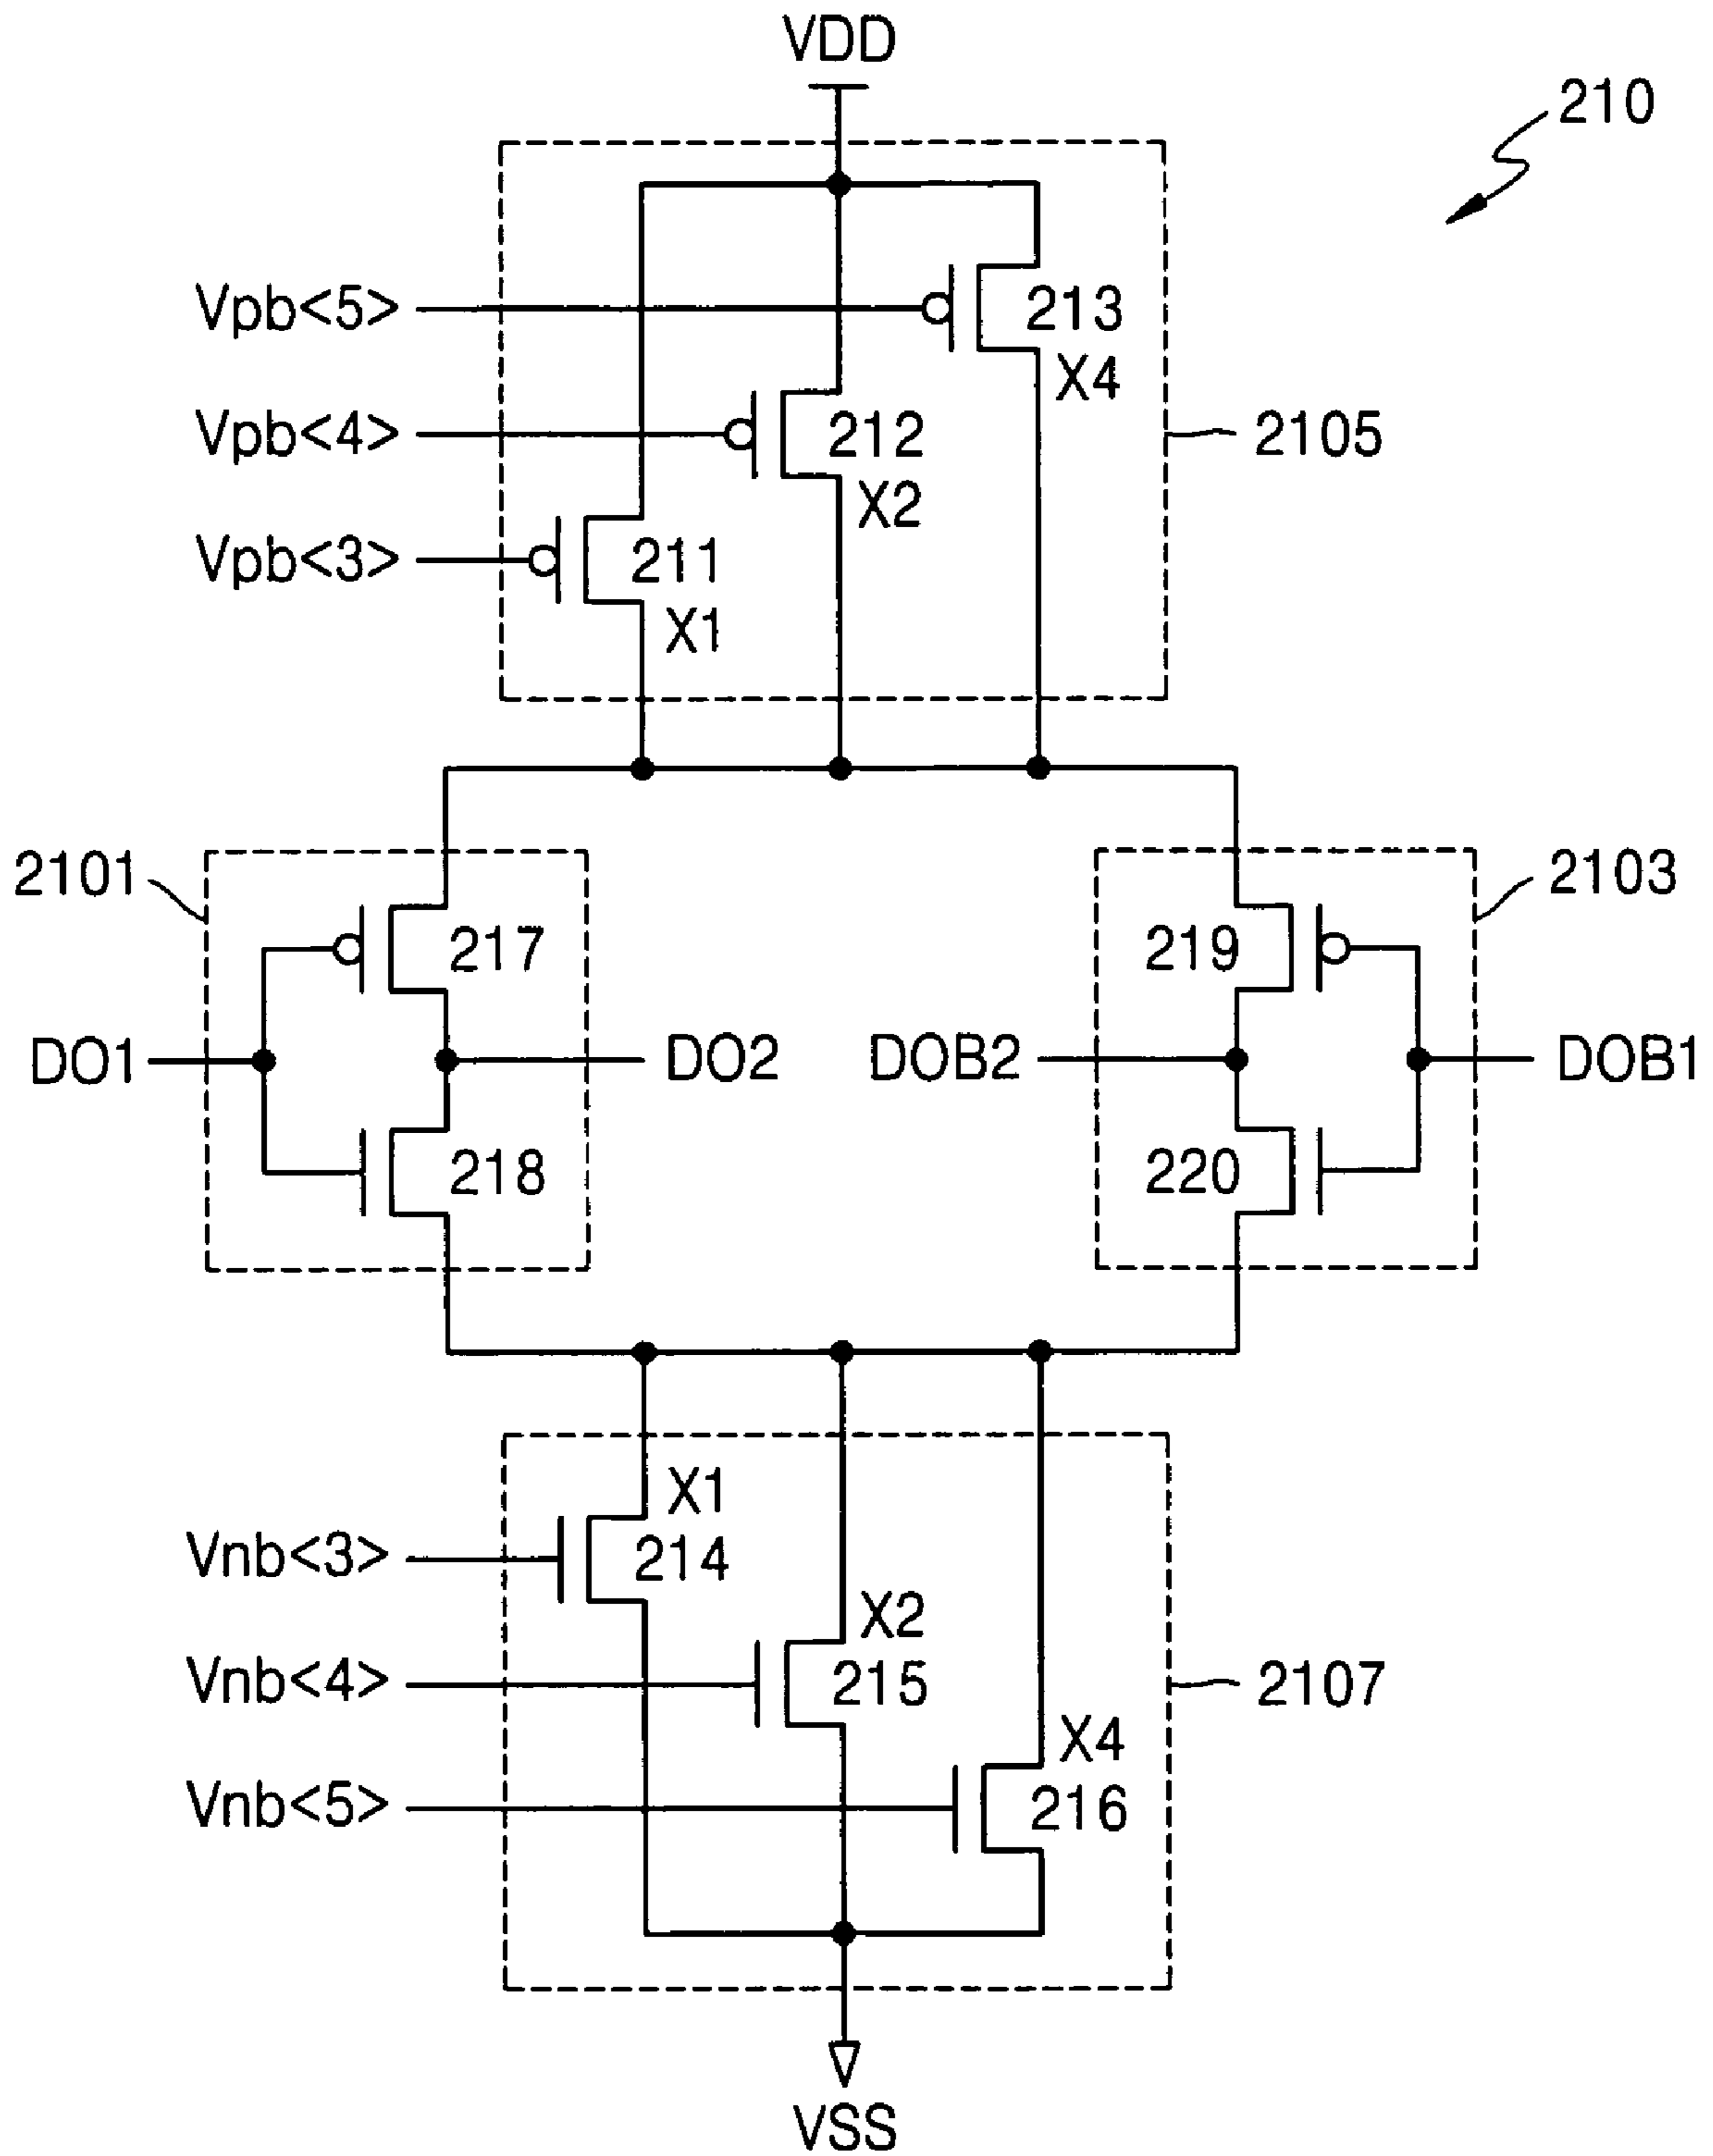 VDD
210
Vpb<5>
213
X4
Vpb<4>
212
2105
X2
Vpb<3>
211
X1
2101
2103
217
219
DO1
DO2
DOB2
DOB1
218
220
X1
Vnb<3>
214
X2
Vnb<4>
215
2107
X4
Vnb<5>
216
VSS